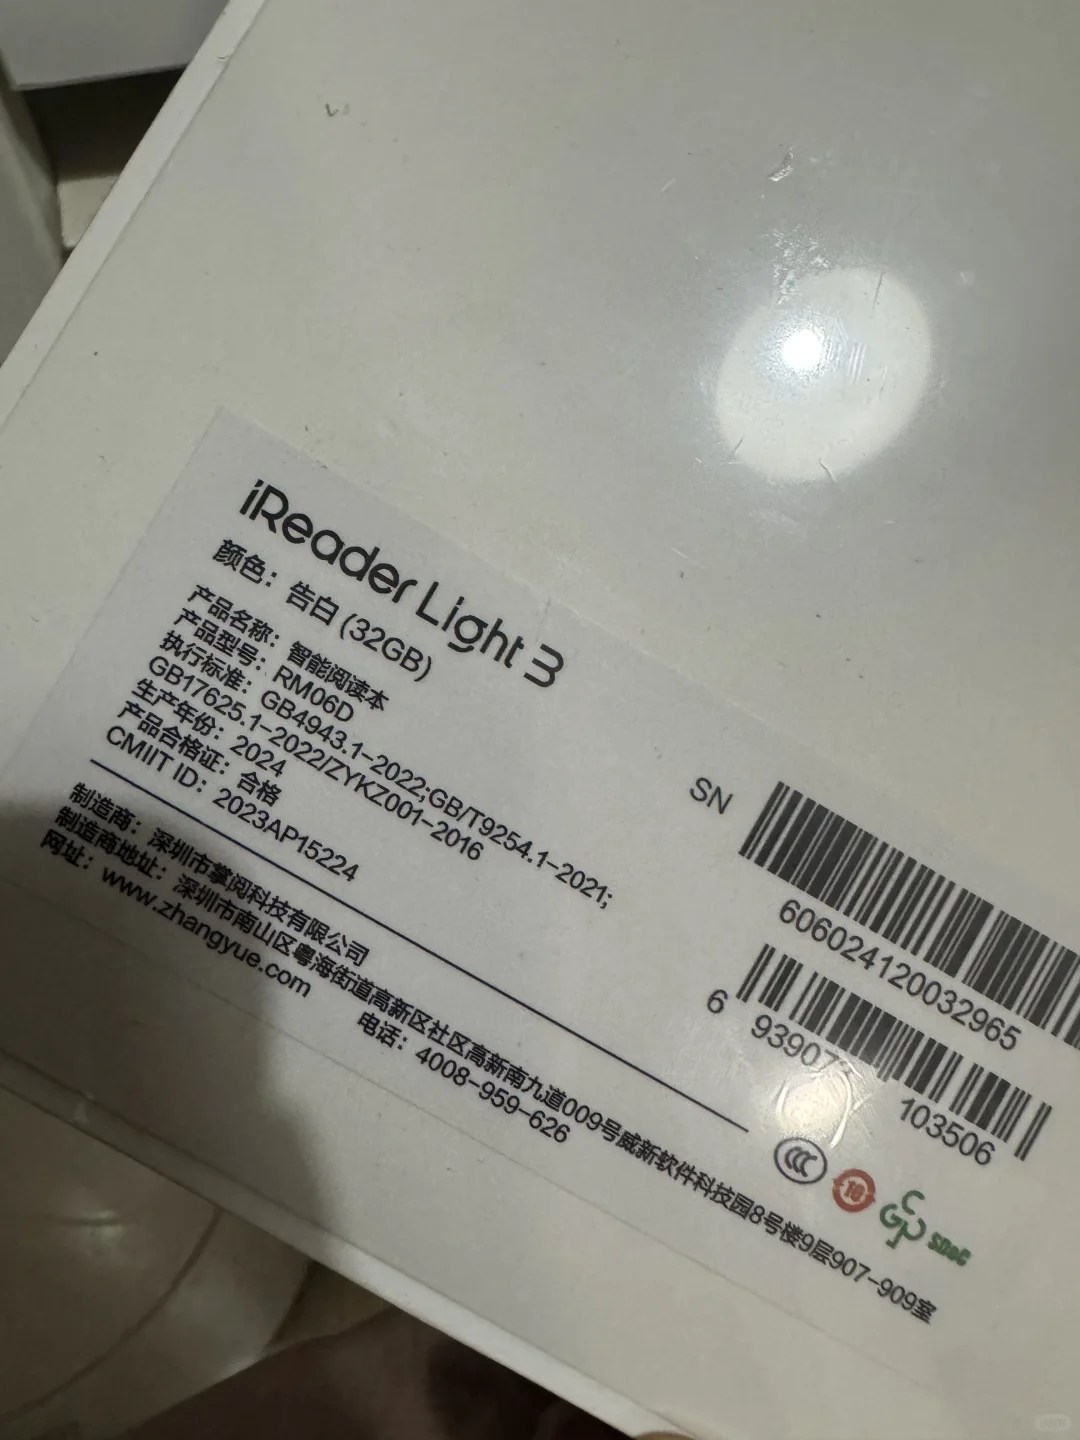 iReader Light 3
颜色：告白 (32GB)
产品名称：智能阅读本
产品型号：RM06D
执行标准：GB4943.1-2022;GB/T9254.1-2021;
GB17625.1-2022/ZYKZ001-2016
生产年份：2024
产品合格证：合格
CMIIT ID：2023AP15224
SN
606024120032965
6 93907 103506
制造商：深圳市掌阅科技有限公司
制造商地址：深圳市南山区粤海街道高新区社区高新南九道009号威新软件科技园8号楼9层907-909室
网址：www.zhangyue.com 电话：4008-959-626
CCC
10
SDoC